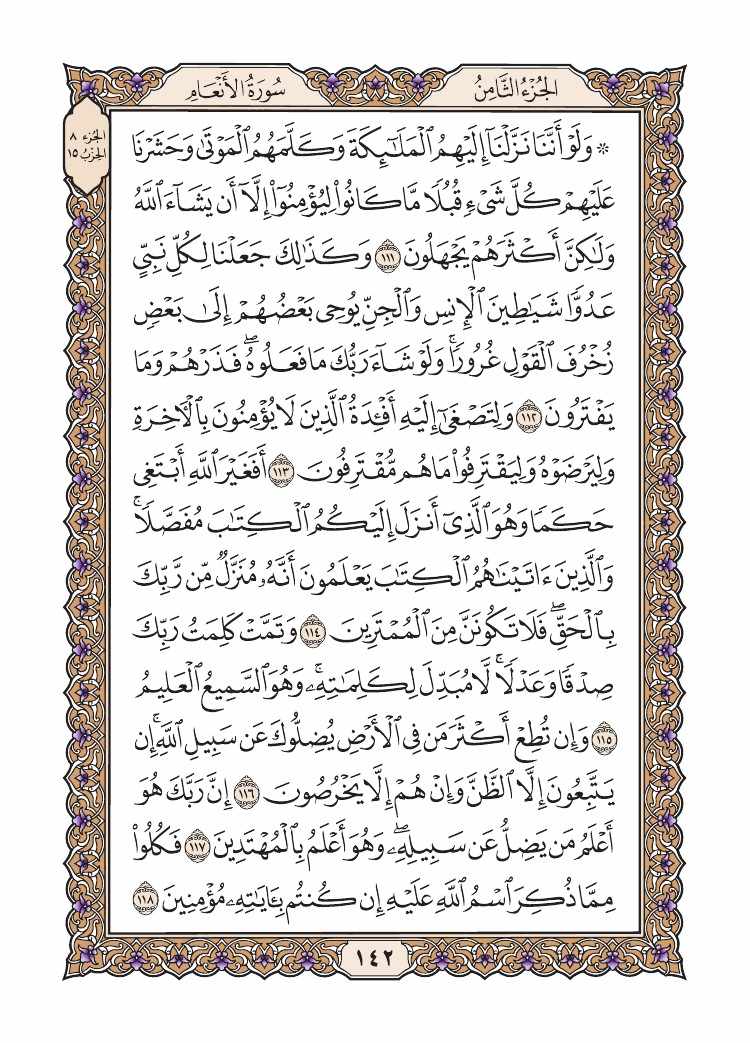 الجُزْءُ الثَّامِنُ
سُورَةُ الأَنْعَامِ
الجزء ٨
الحزب ١٥
۞ وَلَوۡ أَنَّنَا نَزَّلۡنَآ إِلَيۡهِمُ ٱلۡمَلَٰٓئِكَةَ وَكَلَّمَهُمُ ٱلۡمَوۡتَىٰ وَحَشَرۡنَا
عَلَيۡهِمۡ كُلَّ شَيۡءٖ قُبُلٗا مَّا كَانُواْ لِيُؤۡمِنُوٓاْ إِلَّآ أَن يَشَآءَ ٱللَّهُ
وَلَٰكِنَّ أَكۡثَرَهُمۡ يَجۡهَلُونَ ١١١ وَكَذَٰلِكَ جَعَلۡنَا لِكُلِّ نَبِيٍّ
عَدُوّٗا شَيَٰطِينَ ٱلۡإِنسِ وَٱلۡجِنِّ يُوحِي بَعۡضُهُمۡ إِلَىٰ بَعۡضٖ
زُخۡرُفَ ٱلۡقَوۡلِ غُرُورٗاۚ وَلَوۡ شَآءَ رَبُّكَ مَا فَعَلُوهُۖ فَذَرۡهُمۡ وَمَا
يَفۡتَرُونَ ١١٢ وَلِتَصۡغَىٰٓ إِلَيۡهِ أَفۡـِٔدَةُ ٱلَّذِينَ لَا يُؤۡمِنُونَ بِٱلۡأٓخِرَةِ
وَلِيَرۡضَوۡهُ وَلِيَقۡتَرِفُواْ مَا هُم مُّقۡتَرِفُونَ ١١٣ أَفَغَيۡرَ ٱللَّهِ أَبۡتَغِي
حَكَمٗا وَهُوَ ٱلَّذِيٓ أَنزَلَ إِلَيۡكُمُ ٱلۡكِتَٰبَ مُفَصَّلٗاۚ
وَٱلَّذِينَ ءَاتَيۡنَٰهُمُ ٱلۡكِتَٰبَ يَعۡلَمُونَ أَنَّهُۥ مُنَزَّلٞ مِّن رَّبِّكَ
بِٱلۡحَقِّۖ فَلَا تَكُونَنَّ مِنَ ٱلۡمُمۡتَرِينَ ١١٤ وَتَمَّتۡ كَلِمَتُ رَبِّكَ
صِدۡقٗا وَعَدۡلٗاۚ لَّا مُبَدِّلَ لِكَلِمَٰتِهِۦۚ وَهُوَ ٱلسَّمِيعُ ٱلۡعَلِيمُ
١١٥ وَإِن تُطِعۡ أَكۡثَرَ مَن فِي ٱلۡأَرۡضِ يُضِلُّوكَ عَن سَبِيلِ ٱللَّهِۚ إِن
يَتَّبِعُونَ إِلَّا ٱلظَّنَّ وَإِنۡ هُمۡ إِلَّا يَخۡرُصُونَ ١١٦ إِنَّ رَبَّكَ هُوَ
أَعۡلَمُ مَن يَضِلُّ عَن سَبِيلِهِۦۖ وَهُوَ أَعۡلَمُ بِٱلۡمُهۡتَدِينَ ١١٧ فَكُلُواْ
مِمَّا ذُكِرَ ٱسۡمُ ٱللَّهِ عَلَيۡهِ إِن كُنتُم بِـَٔايَٰتِهِۦ مُؤۡمِنِينَ ١١٨
١٤٢